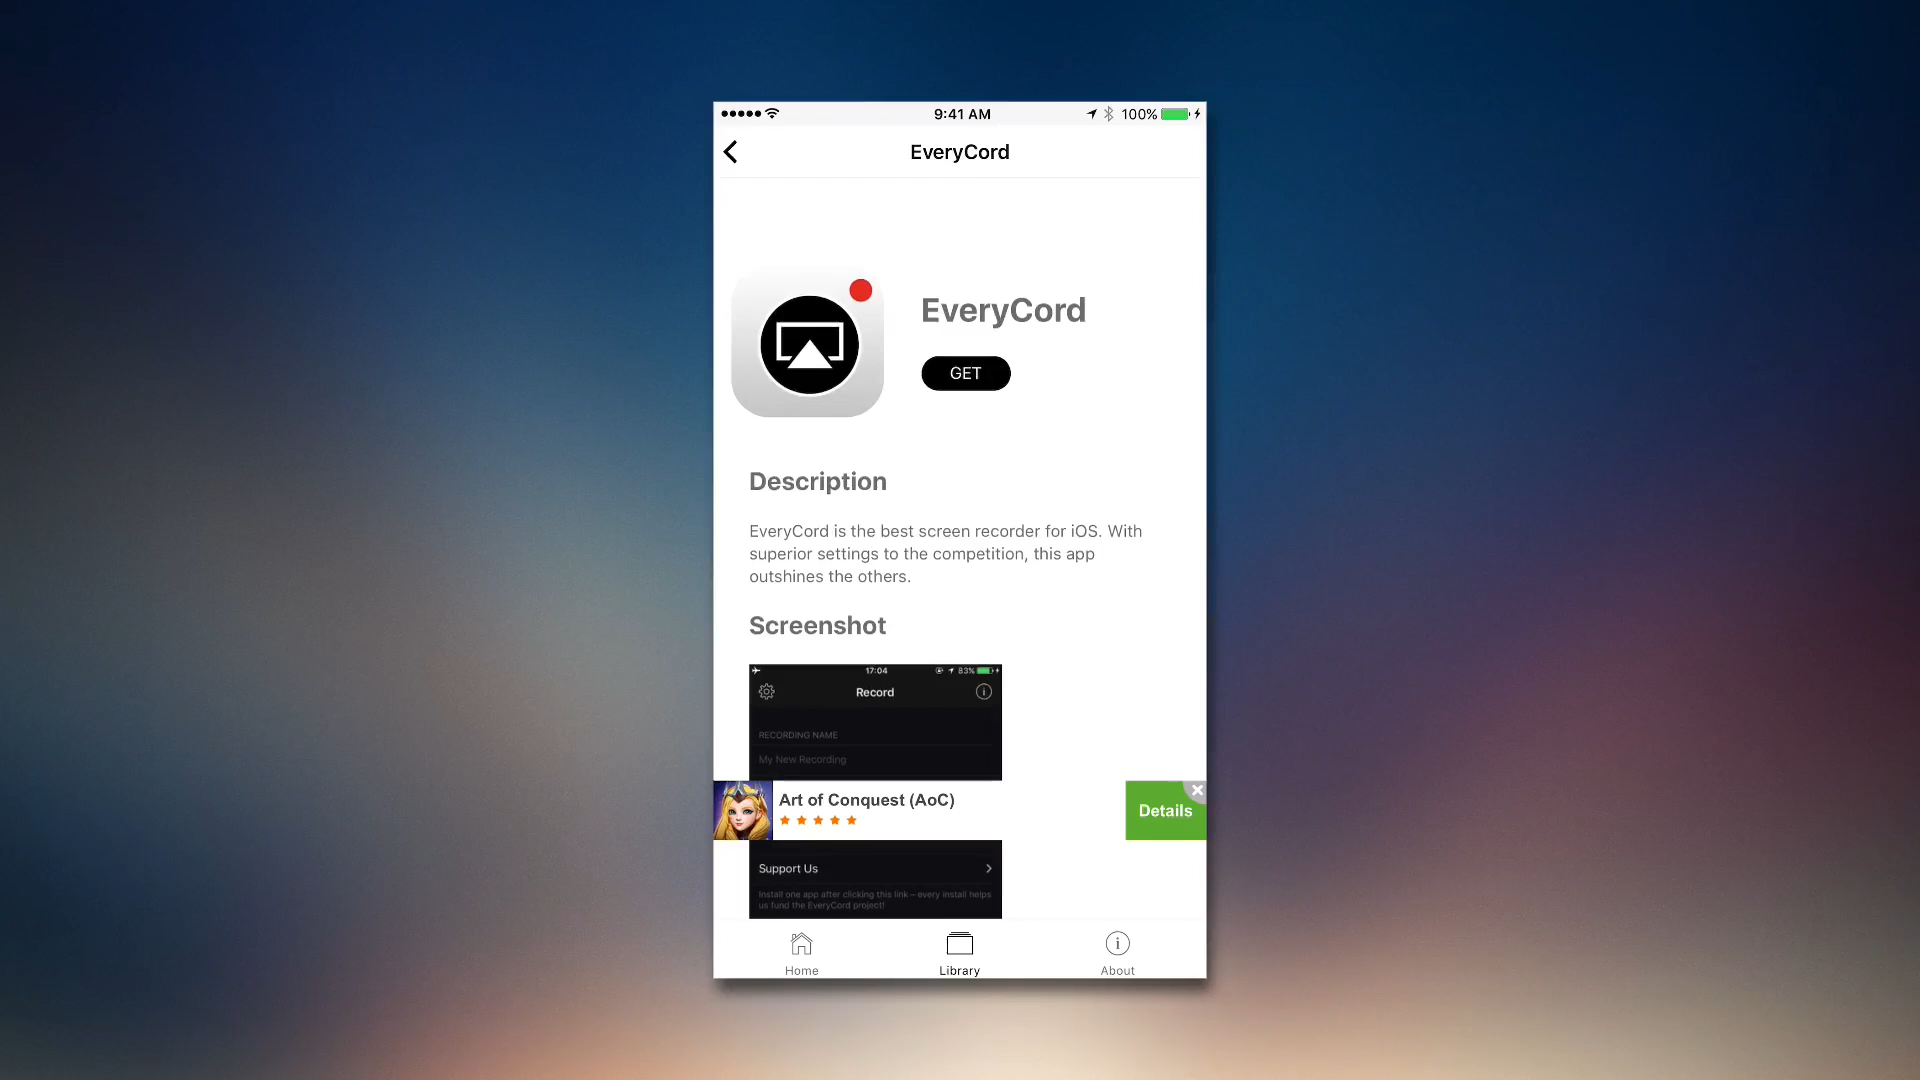 9:41 AM
100%
EveryCord
EveryCord
GET
Description
EveryCord is the best screen recorder for iOS. With
superior settings to the competition, this app
outshines the others.
Screenshot
17:04
83%
Record
RECORDING NAME
My New Recording
Art of Conquest (AoC)
Details
Support Us
Install one app after clicking this link – every install helps
us fund the EveryCord project!
Home
Library
About